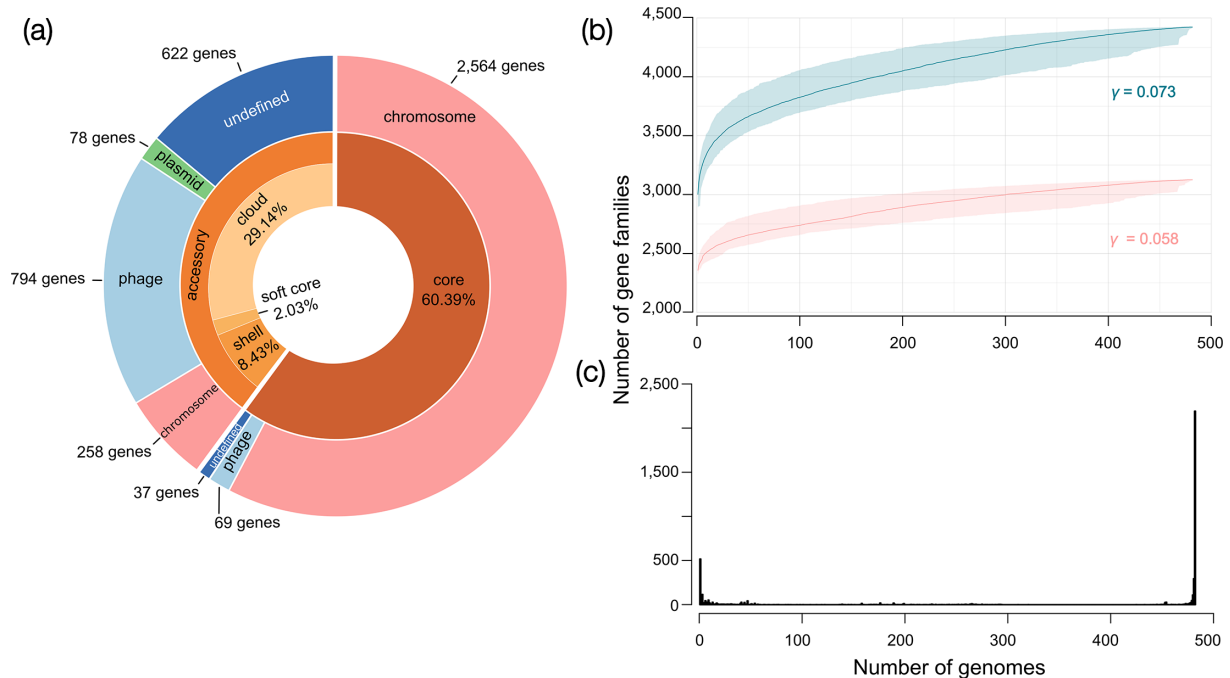 (a)
622 genes
2,564 genes
undefined
chromosome
78 genes
plasmid
cloud
29.14%
accessory
794 genes
phage
soft core
2.03%
core
60.39%
shell
8.43%
chromosome
258 genes
undefined
phage
37 genes
69 genes
(b)
4,500
4,000
3,500
3,000
2,500
2,000
γ = 0.073
γ = 0.058
0
100
200
300
400
500
Number of gene families
(c)
2,500
1,500
500
0
0
100
200
300
400
500
Number of genomes